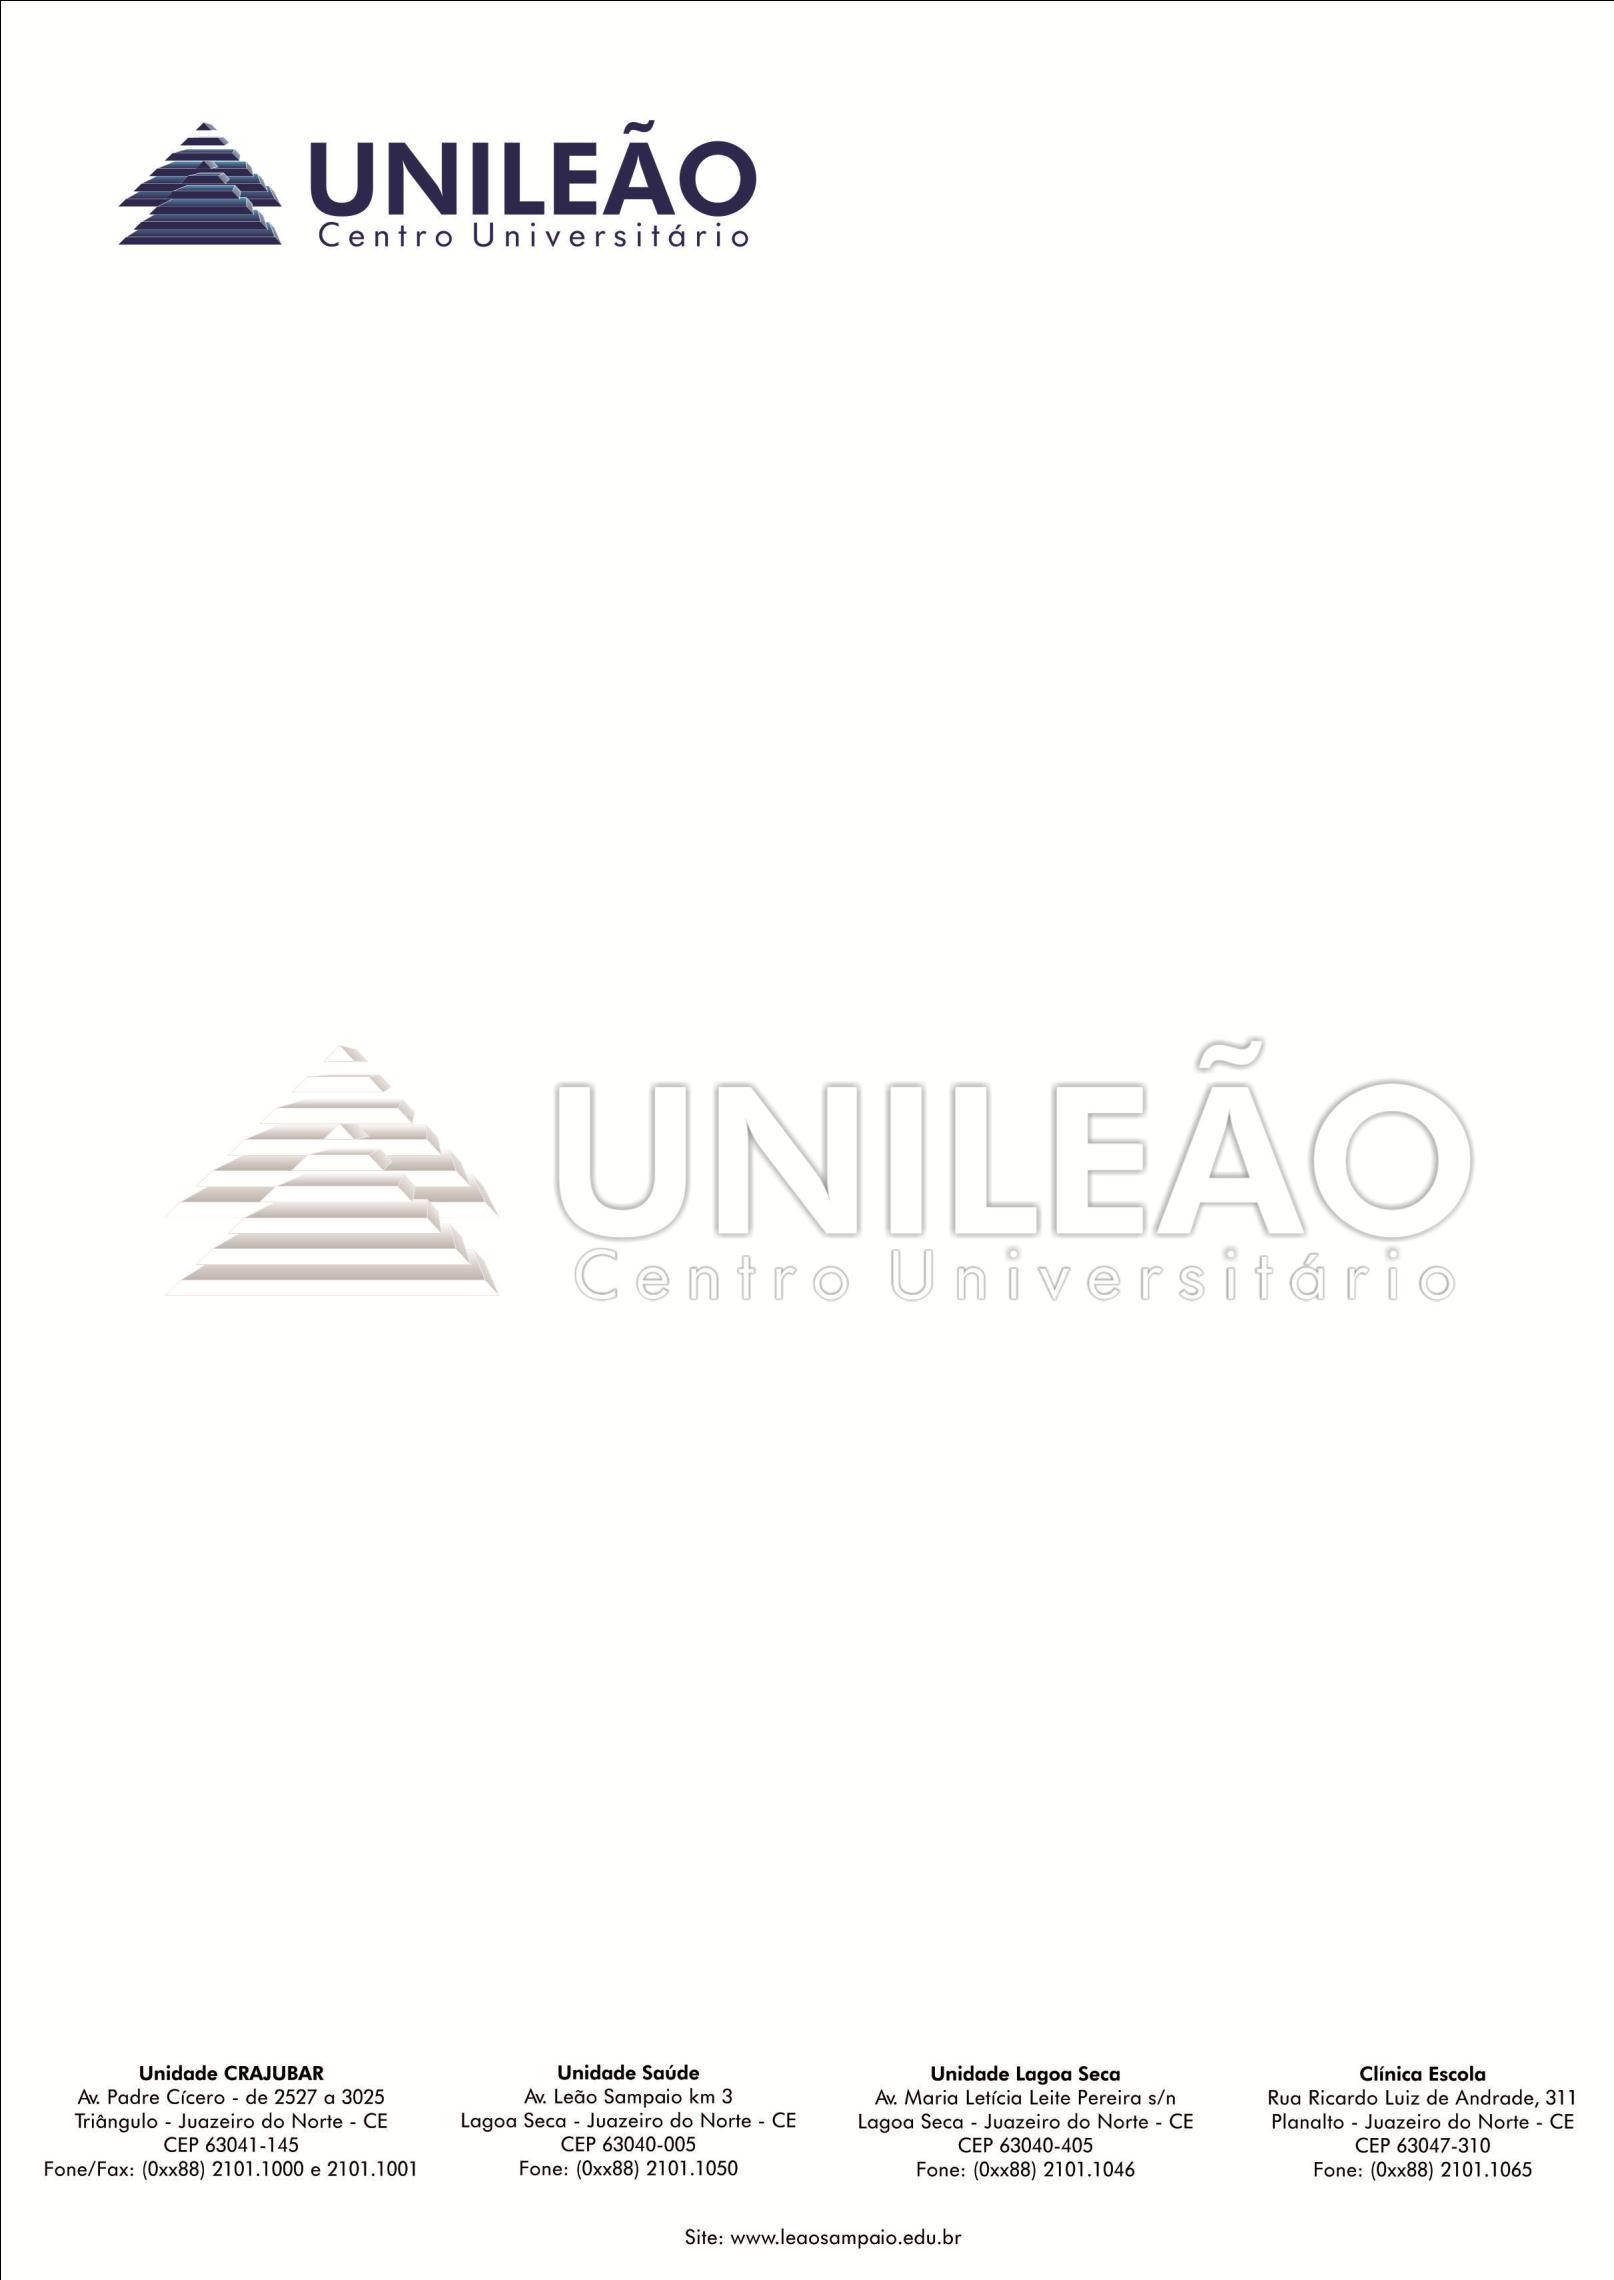 UNILEÃO
Centro Universitário
UNILEÃO
Centro Universitário
Unidade CRAJUBAR
Av. Padre Cícero - de 2527 a 3025
Triângulo - Juazeiro do Norte - CE
CEP 63041-145
Fone/Fax: (0xx88) 2101.1000 e 2101.1001
Unidade Saúde
Av. Leão Sampaio km 3
Lagoa Seca - Juazeiro do Norte - CE
CEP 63040-005
Fone: (0xx88) 2101.1050
Unidade Lagoa Seca
Av. Maria Letícia Leite Pereira s/n
Lagoa Seca - Juazeiro do Norte - CE
CEP 63040-405
Fone: (0xx88) 2101.1046
Clínica Escola
Rua Ricardo Luiz de Andrade, 311
Planalto - Juazeiro do Norte - CE
CEP 63047-310
Fone: (0xx88) 2101.1065
Site: www.leaosampaio.edu.br